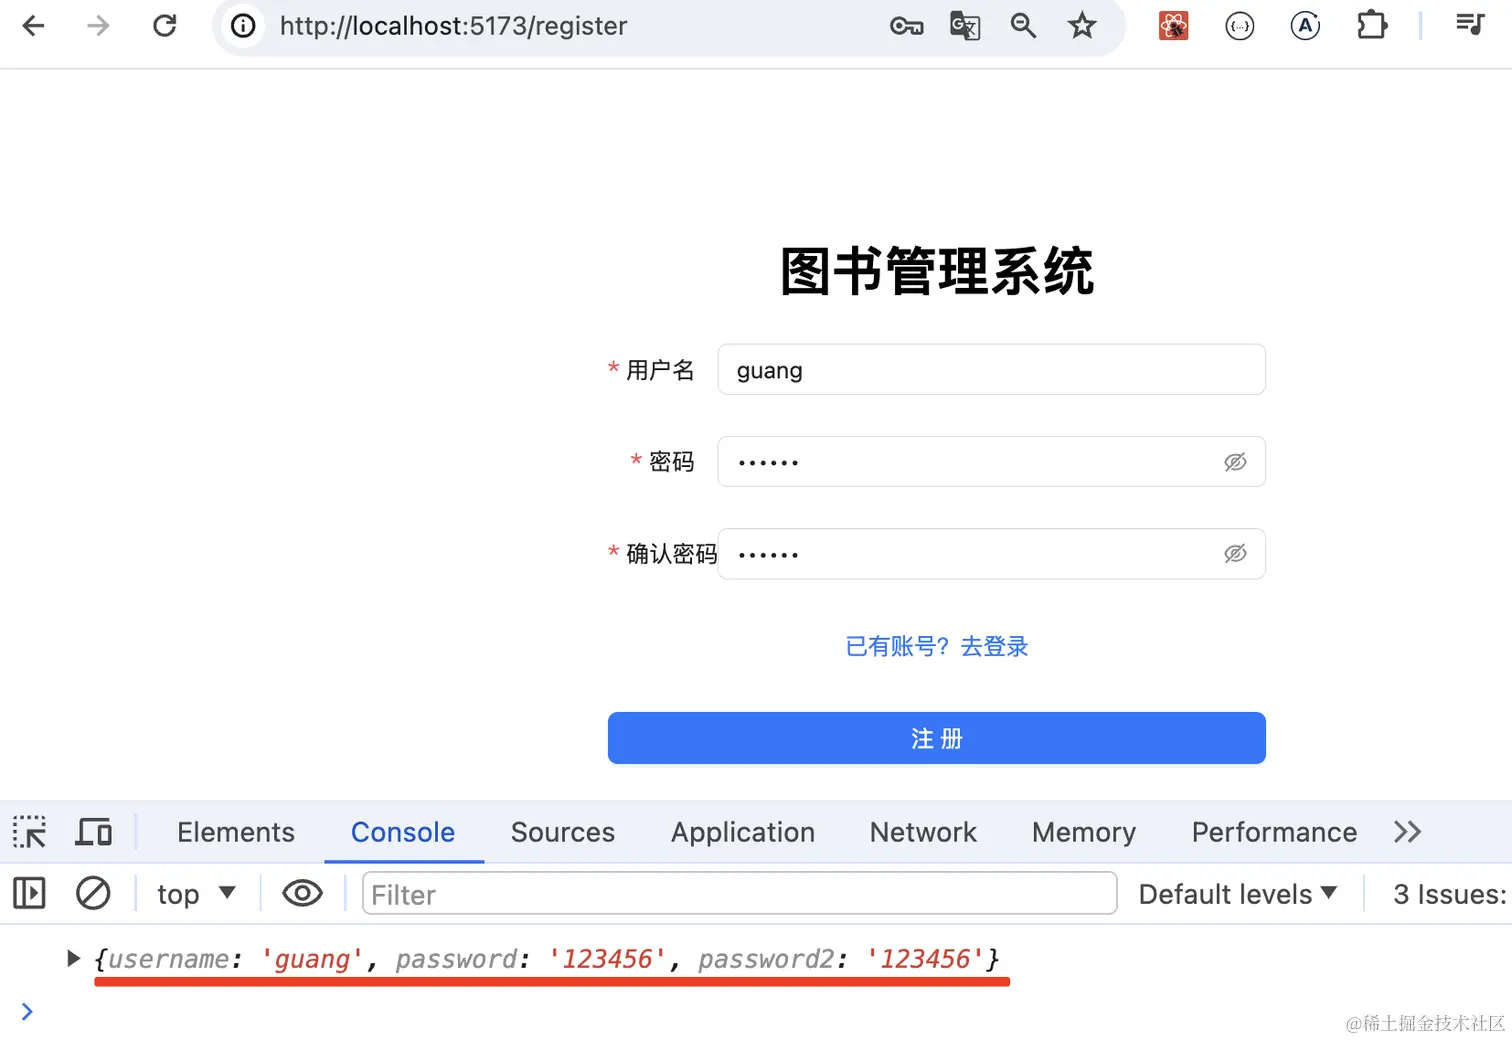 http://localhost:5173/register
图书管理系统
* 用户名 guang
* 密码 ••••••
* 确认密码 ••••••
已有账号？去登录
注 册
Elements Console Sources Application Network Memory Performance
top Filter Default levels 3 Issues:
{username: 'guang', password: '123456', password2: '123456'}
@稀土掘金技术社区